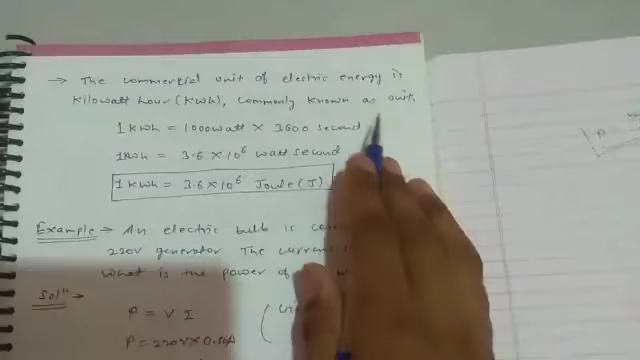 → The commercial unit of electric energy is
Kilowatt hour (KWh), commonly known as unit.
1 kWh = 1000 watt × 3600 second
1kWh = 3.6 × 10⁶ watt second
1 kWh = 3.6 × 10⁶ Joule (J)
Example → An electric bulb is
220V generator. The current
What is the power of
Solⁿ →
P = V I
P = 220V × 0.50A